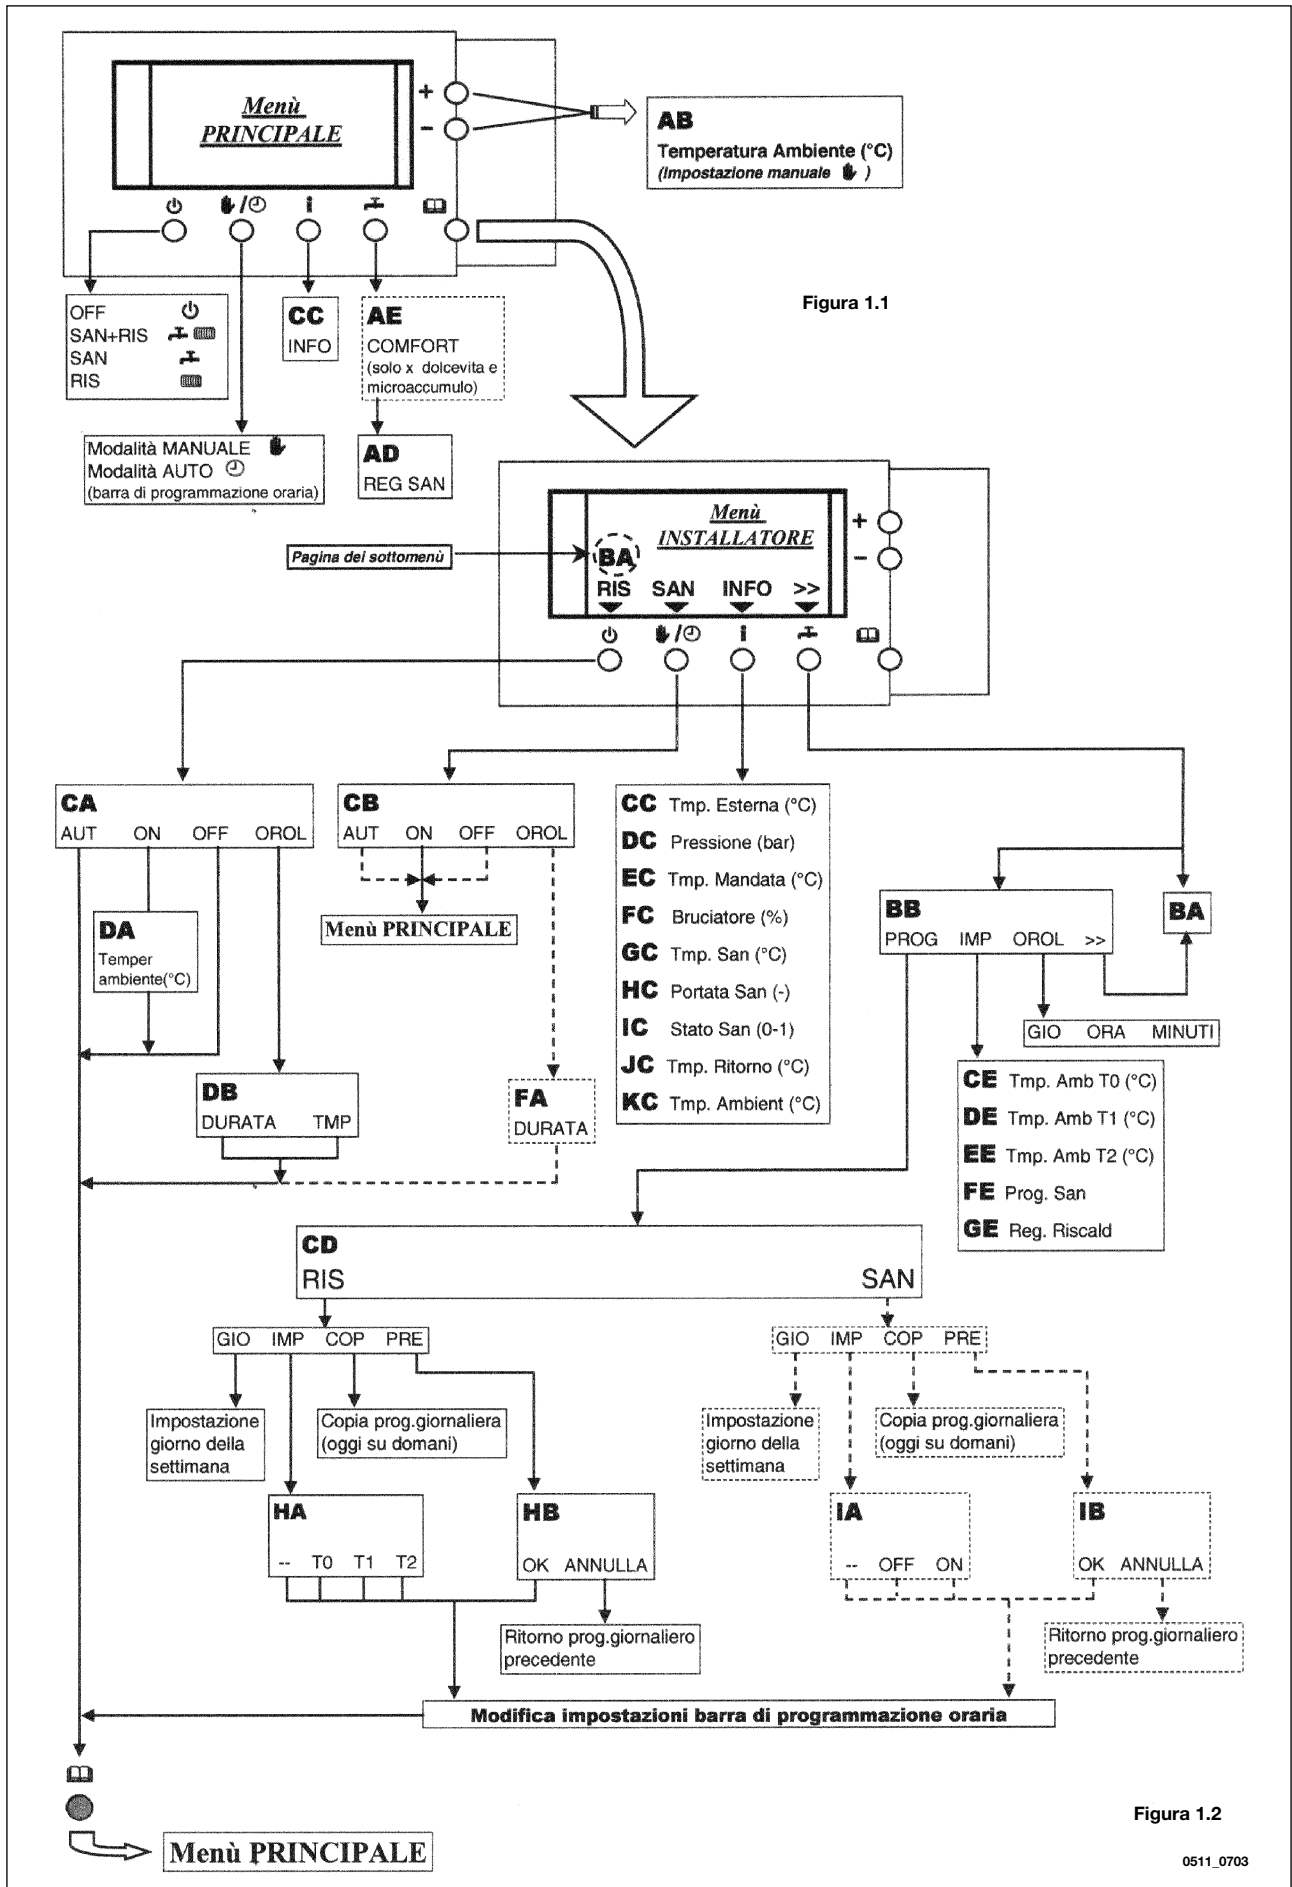 Menù
PRINCIPALE
+
-
AB
Temperatura Ambiente (°C)
(Impostazione manuale )
/
i
Figura 1.1
OFF
SAN+RIS
SAN
RIS
CC
INFO
AE
COMFORT
(solo x dolcevita e
microaccumulo)
Modalità MANUALE
Modalità AUTO
(barra di programmazione oraria)
AD
REG SAN
Menù
INSTALLATORE
Pagina dei sottomenù
BA
RIS SAN INFO >>
+
-
/
i
CA
AUT ON OFF OROL
CB
AUT ON OFF OROL
DA
Temper
ambiente(°C)
Menù PRINCIPALE
DB
DURATA TMP
FA
DURATA
CC Tmp. Esterna (°C)
DC Pressione (bar)
EC Tmp. Mandata (°C)
FC Bruciatore (%)
GC Tmp. San (°C)
HC Portata San (-)
IC Stato San (0-1)
JC Tmp. Ritorno (°C)
KC Tmp. Ambient (°C)
BB
PROG IMP OROL >>
BA
GIO ORA MINUTI
CE Tmp. Amb T0 (°C)
DE Tmp. Amb T1 (°C)
EE Tmp. Amb T2 (°C)
FE Prog. San
GE Reg. Riscald
CD
RIS SAN
GIO IMP COP PRE
GIO IMP COP PRE
Impostazione
giorno della
settimana
Copia prog.giornaliera
(oggi su domani)
Impostazione
giorno della
settimana
Copia prog.giornaliera
(oggi su domani)
HA
-- T0 T1 T2
HB
OK ANNULLA
IA
-- OFF ON
IB
OK ANNULLA
Ritorno prog.giornaliero
precedente
Ritorno prog.giornaliero
precedente
Modifica impostazioni barra di programmazione oraria
Menù PRINCIPALE
Figura 1.2
0511_0703